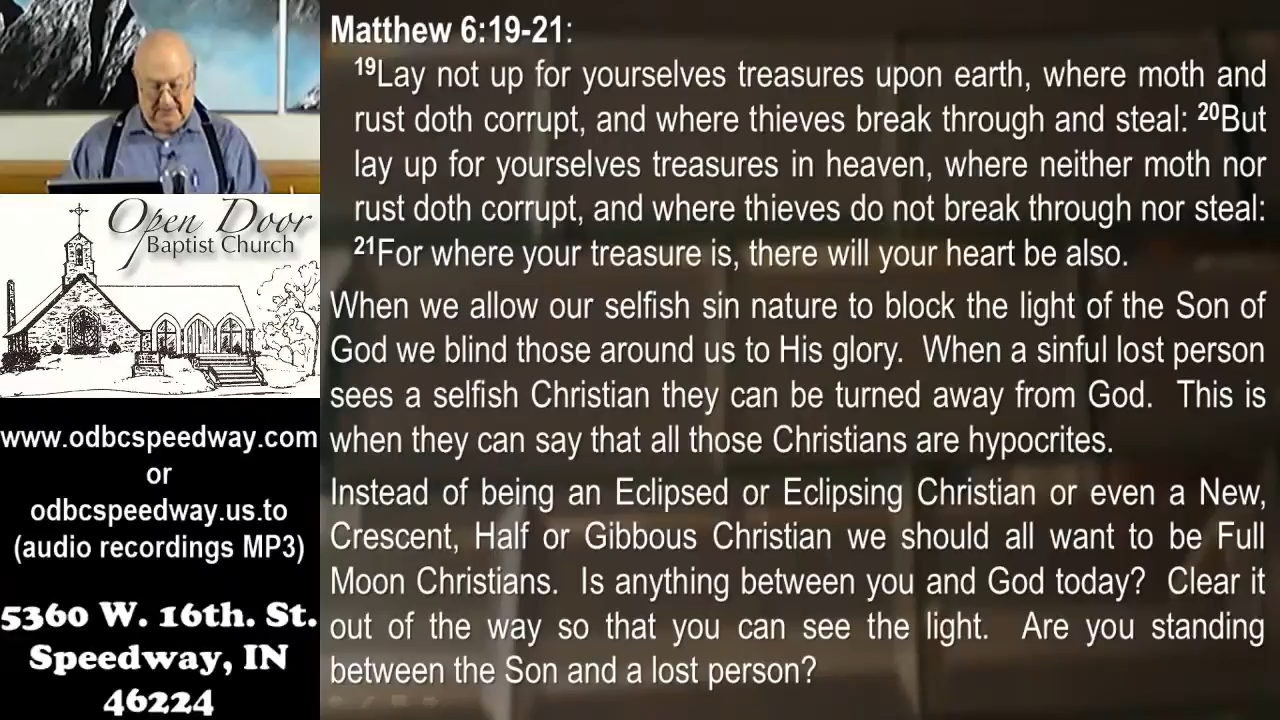 Open Door
Baptist Church
www.odbcspeedway.com
or
odbcspeedway.us.to
(audio recordings MP3)
5360 W. 16th. St.
Speedway, IN
46224
Matthew 6:19-21:
19Lay not up for yourselves treasures upon earth, where moth and
rust doth corrupt, and where thieves break through and steal: 20But
lay up for yourselves treasures in heaven, where neither moth nor
rust doth corrupt, and where thieves do not break through nor steal:
21For where your treasure is, there will your heart be also.
When we allow our selfish sin nature to block the light of the Son of
God we blind those around us to His glory. When a sinful lost person
sees a selfish Christian they can be turned away from God. This is
when they can say that all those Christians are hypocrites.
Instead of being an Eclipsed or Eclipsing Christian or even a New,
Crescent, Half or Gibbous Christian we should all want to be Full
Moon Christians. Is anything between you and God today? Clear it
out of the way so that you can see the light. Are you standing
between the Son and a lost person?